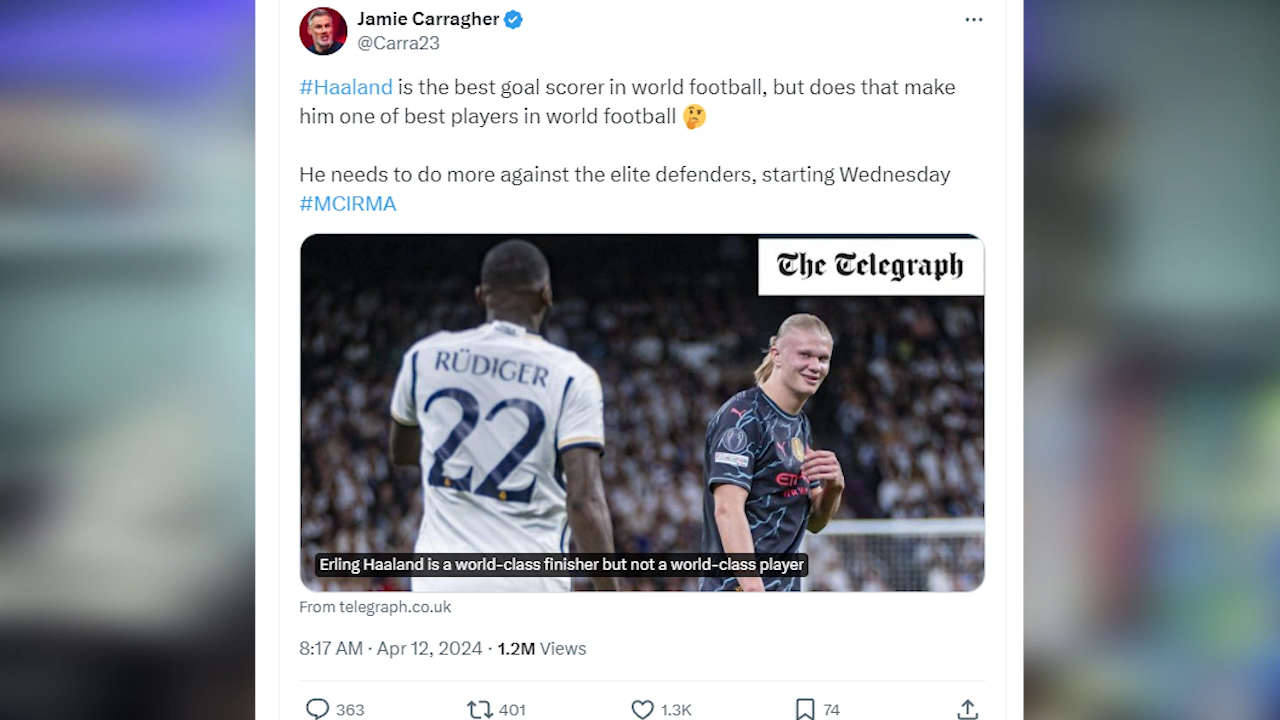 Jamie Carragher
@Carra23
#Haaland is the best goal scorer in world football, but does that make
him one of best players in world football 🤔
He needs to do more against the elite defenders, starting Wednesday
#MCIRMA
The Telegraph
RÜDIGER
22
Erling Haaland is a world-class finisher but not a world-class player
From telegraph.co.uk
8:17 AM · Apr 12, 2024 · 1.2M Views
363 401 1.3K 74